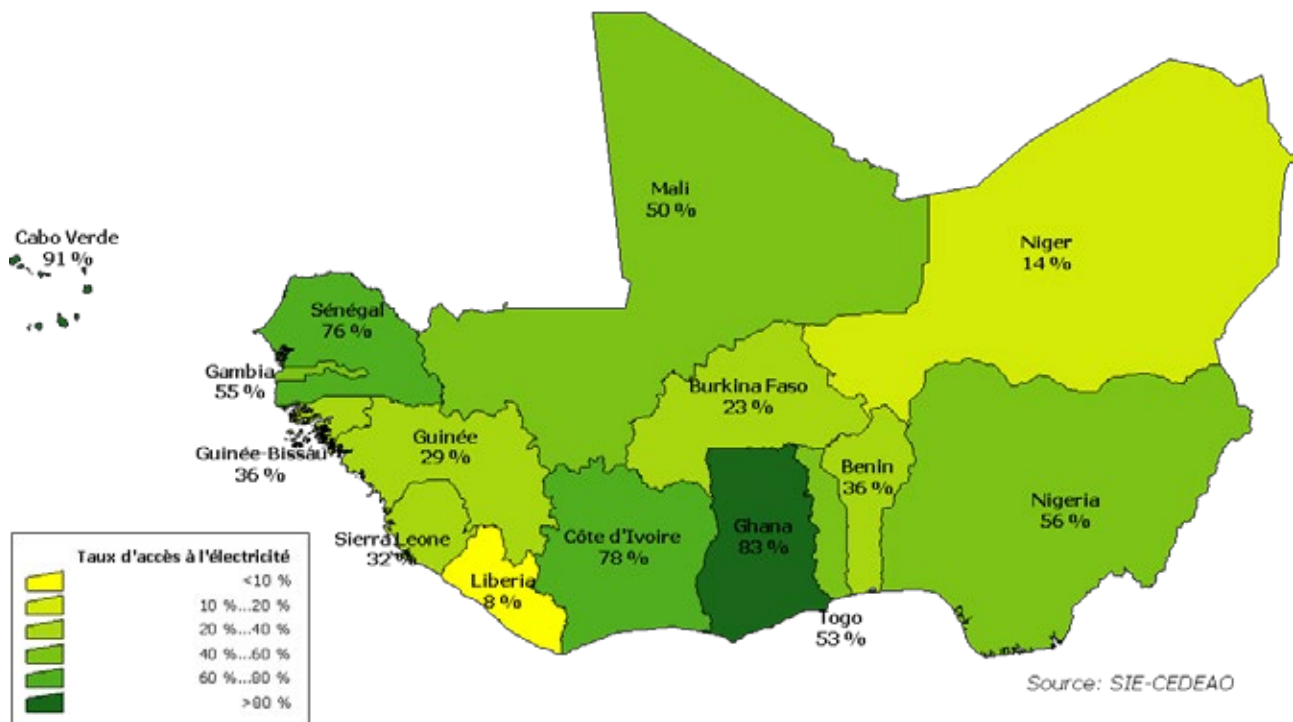 Mali
50 %
Niger
14 %
Cabo Verde
91 %
Sénégal
76 %
Gambia
55 %
Burkina Faso
23 %
Guinée
29 %
Guinée-Bissau
36 %
Benin
36 %
Nigeria
56 %
Sierra Leone
32 %
Côte d'Ivoire
78 %
Ghana
83 %
Liberia
8 %
Togo
53 %
Taux d'accès à l'électricité
<10 %
10 %...20 %
20 %...40 %
40 %...60 %
60 %...80 %
>80 %
Source: SIE-CEDEAO